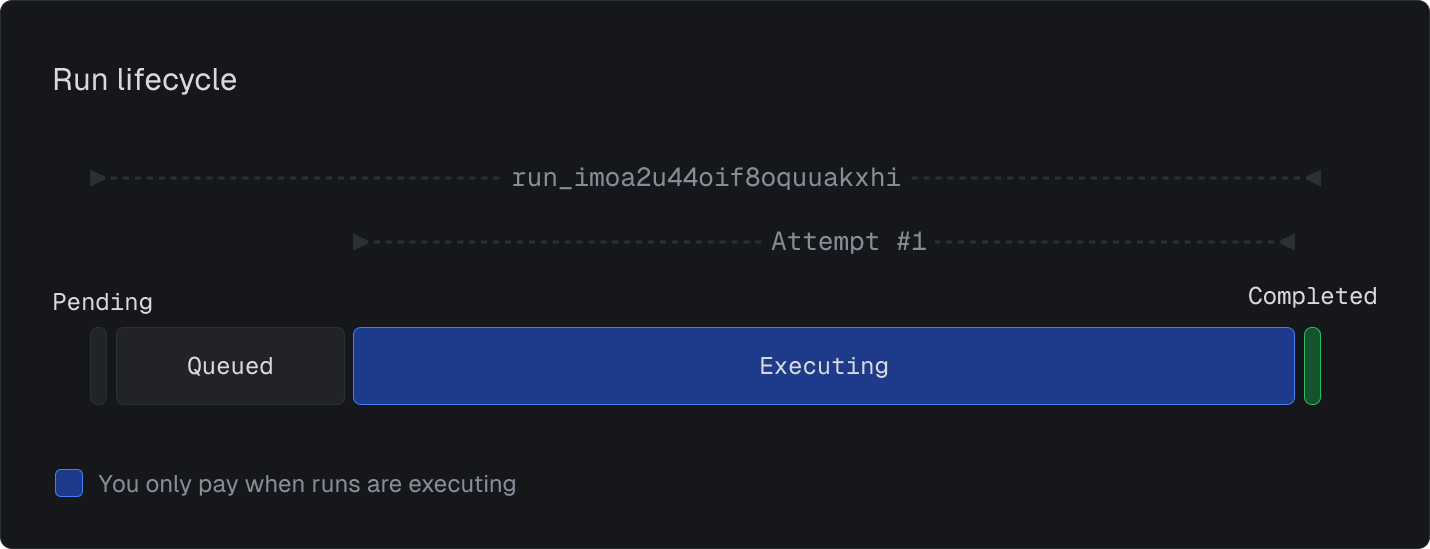 Run lifecycle
run_imoa2u44oif8oquuakxhi
Attempt #1
Pending
Completed
Queued
Executing
You only pay when runs are executing